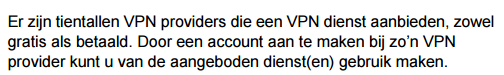 Er zijn tientallen VPN providers die een VPN dienst aanbieden, zowel
gratis als betaald. Door een account aan te maken bij zo’n VPN
provider kunt u van de aangeboden dienst(en) gebruik maken.